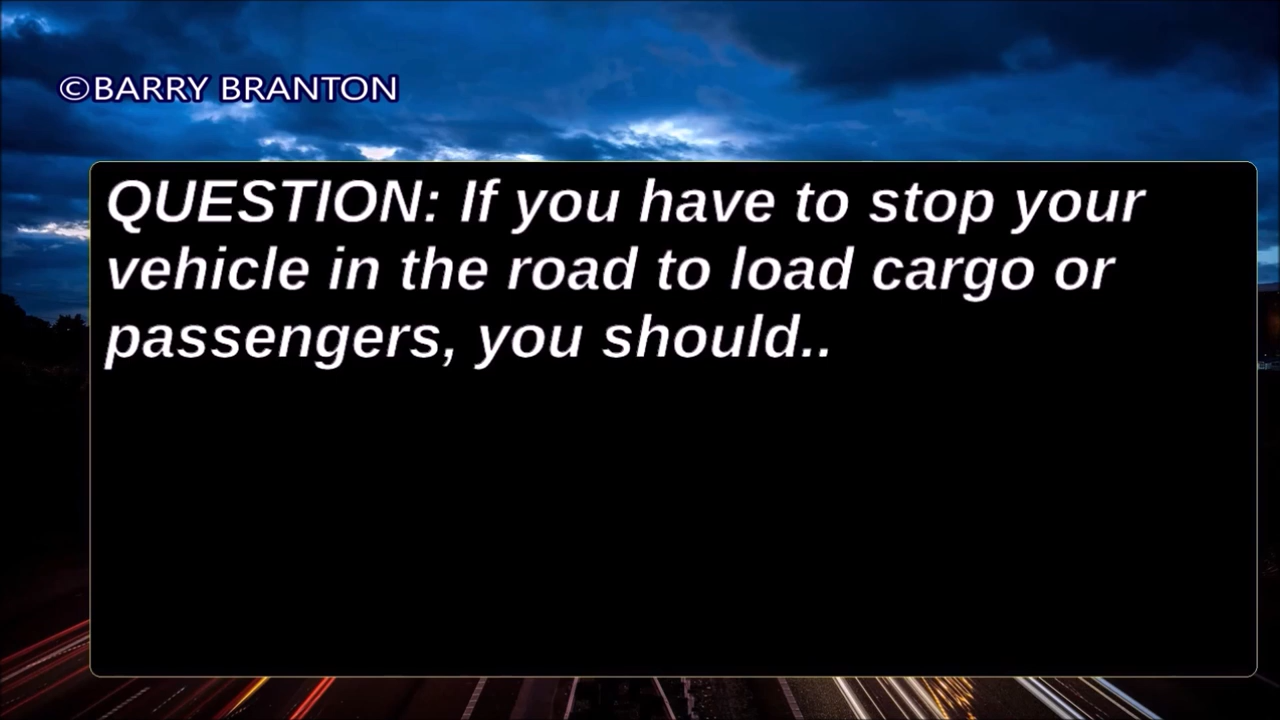 ©BARRY BRANTON
QUESTION: If you have to stop your
vehicle in the road to load cargo or
passengers, you should..